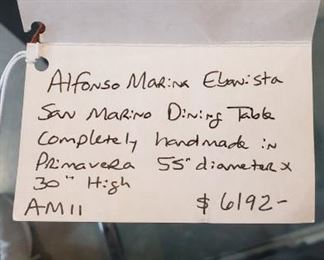 Alfonso Marina Ebanista
San Marino Dining Table
Completely handmade in
Primavera 55" diameter x
30" High
AM11 $6192-